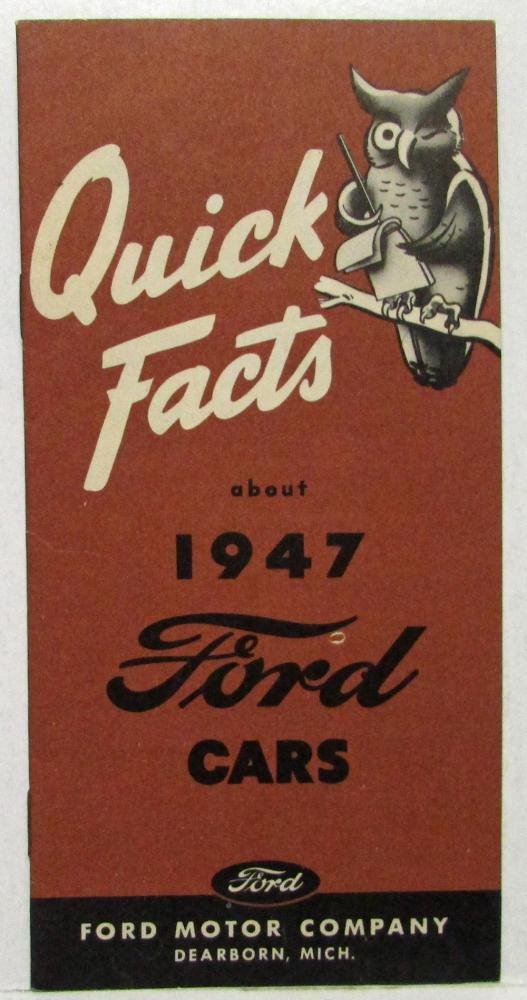 Quick
Facts
about
1947
Ford
CARS
Ford
FORD MOTOR COMPANY
DEARBORN, MICH.